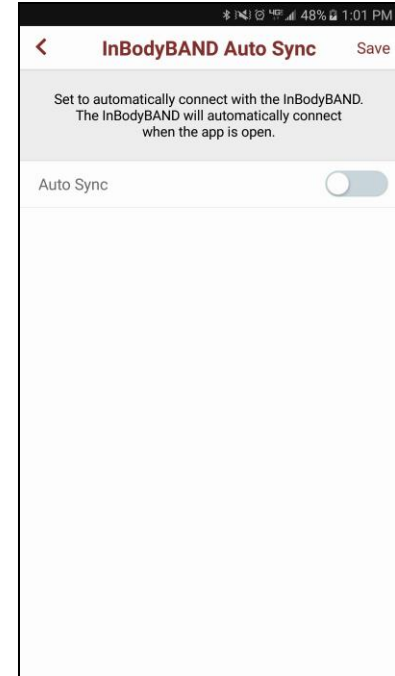 48% 1:01 PM
InBodyBAND Auto Sync Save
Set to automatically connect with the InBodyBAND.
The InBodyBAND will automatically connect
when the app is open.
Auto Sync